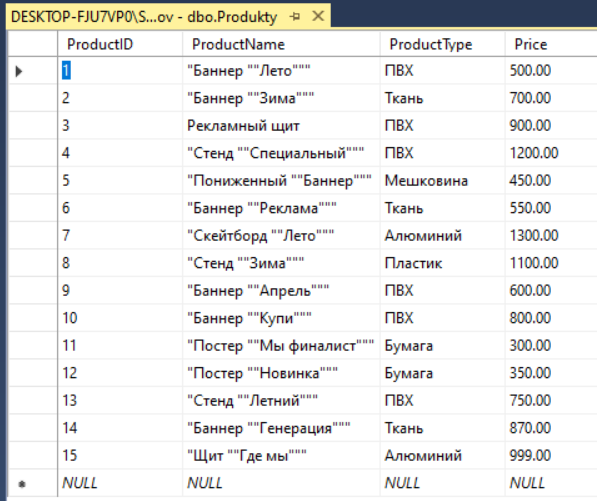 DESKTOP-FJU7VP0\S...ov - dbo.Produkty
ProductID ProductName ProductType Price
1 "Баннер ""Лето""" ПВХ 500.00
2 "Баннер ""Зима""" Ткань 700.00
3 Рекламный щит ПВХ 900.00
4 "Стенд ""Специальный""" ПВХ 1200.00
5 "Пониженный ""Баннер""" Мешковина 450.00
6 "Баннер ""Реклама""" Ткань 550.00
7 "Скейтборд ""Лето""" Алюминий 1300.00
8 "Стенд ""Зима""" Пластик 1100.00
9 "Баннер ""Апрель""" ПВХ 600.00
10 "Баннер ""Купи""" ПВХ 800.00
11 "Постер ""Мы финалист""" Бумага 300.00
12 "Постер ""Новинка""" Бумага 350.00
13 "Стенд ""Летний""" ПВХ 750.00
14 "Баннер ""Генерация""" Ткань 870.00
15 "Щит ""Где мы""" Алюминий 999.00
NULL NULL NULL NULL